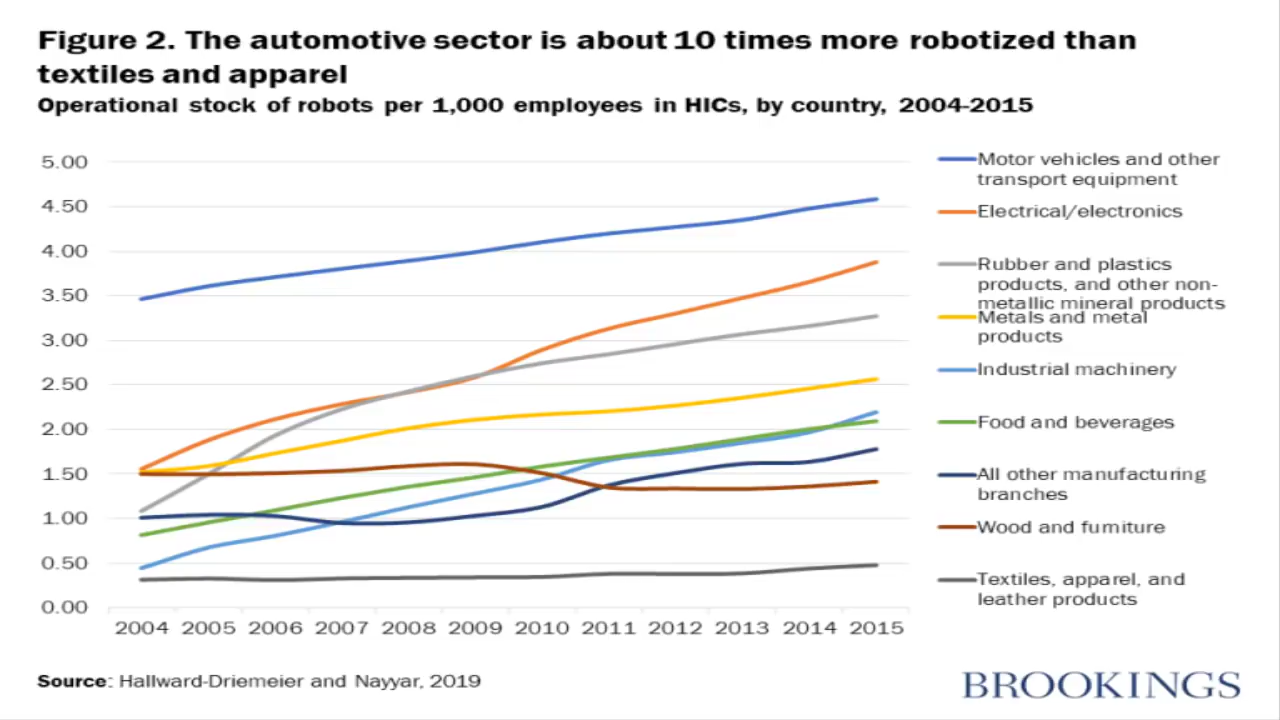 Figure 2. The automotive sector is about 10 times more robotized than
textiles and apparel
Operational stock of robots per 1,000 employees in HICs, by country, 2004-2015
5.00
4.50
4.00
3.50
3.00
2.50
2.00
1.50
1.00
0.50
0.00
2004 2005 2006 2007 2008 2009 2010 2011 2012 2013 2014 2015
Motor vehicles and other
transport equipment
Electrical/electronics
Rubber and plastics
products, and other non-
metallic mineral products
Metals and metal
products
Industrial machinery
Food and beverages
All other manufacturing
branches
Wood and furniture
Textiles, apparel, and
leather products
Source: Hallward-Driemeier and Nayyar, 2019
BROOKINGS